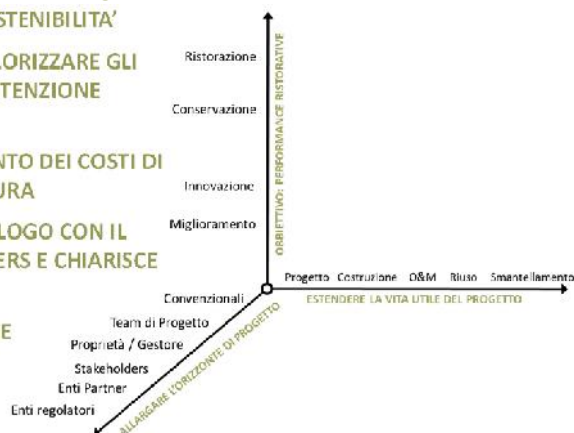 STENIBILITA'
ORIZZARE GLI
TENZIONE
NTO DEI COSTI DI
URA
LOGO CON IL
ERS E CHIARISCE
E
Ristorazione
Conservazione
Innovazione
Miglioramento
OBBIETTIVO: PERFORMANCE RISTORATIVE
Progetto Costruzione O&M Riuso Smantellamento
ESTENDERE LA VITA UTILE DEL PROGETTO
Convenzionali
Team di Progetto
Proprietà / Gestore
Stakeholders
Enti Partner
Enti regolatori
ALLARGARE L'ORIZZONTE DI PROGETTO